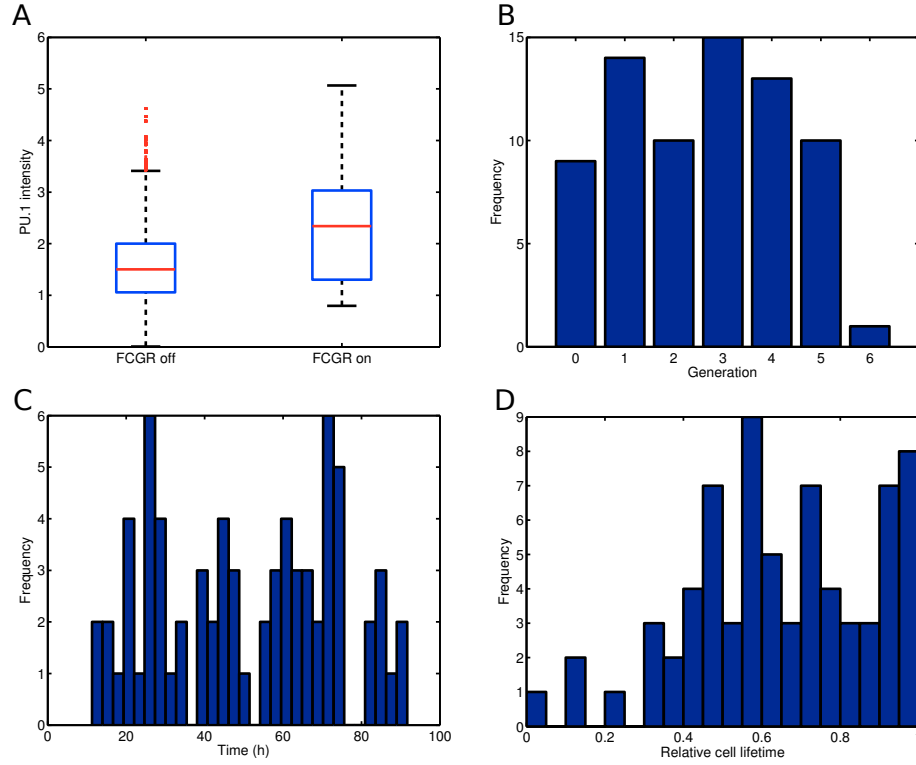 A
6
5
4
3
2
1
0
PU.1 intensity
FCGR off
FCGR on
B
15
10
5
0
Frequency
0 1 2 3 4 5 6
Generation
C
6
5
4
3
2
1
0
Frequency
0 20 40 60 80 100
Time (h)
D
9
8
7
6
5
4
3
2
1
0
Frequency
0 0.2 0.4 0.6 0.8
Relative cell lifetime